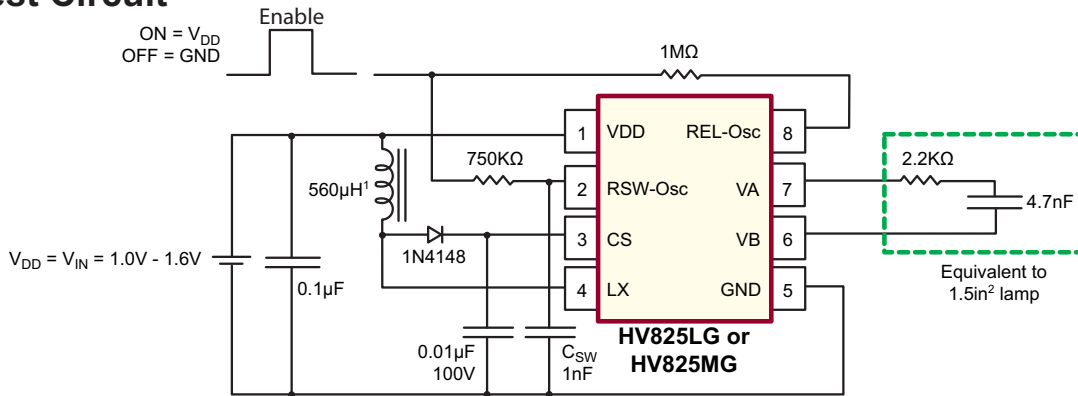 est Circuit
Enable
ON = VDD
OFF = GND
1MΩ
1 VDD REL-Osc 8
750KΩ
2.2KΩ
560µH¹
2 RSW-Osc VA 7
4.7nF
3 CS VB 6
1N4148
VDD = VIN = 1.0V - 1.6V
0.1µF
4 LX GND 5
Equivalent to
1.5in² lamp
HV825LG or
HV825MG
0.01µF
100V
CSW
1nF